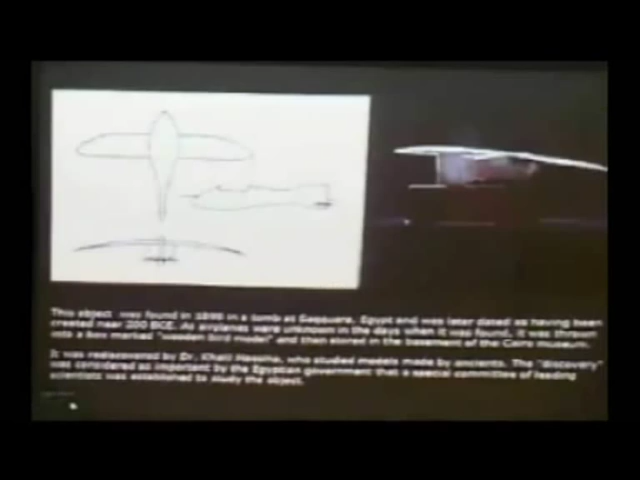 This object was found in 1898 in a tomb at Saqquara, Egypt and was later dated as having been
created near 200 BCE. As airplanes were unknown in the days when it was found, it was thrown
into a box marked "wooden bird model" and then stored in the basement of the Cairo museum.
It was rediscovered by Dr. Khalil Messiha, who studied models made by ancients. The "discovery"
was considered so important by the Egyptian government that a special committee of leading
scientists was established to study the object.